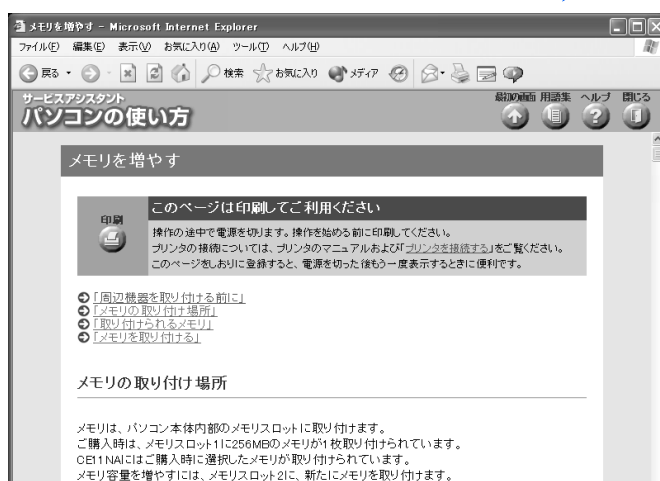 メモリを増やす - Microsoft Internet Explorer
ファイル(F) 編集(E) 表示(V) お気に入り(A) ツール(T) ヘルプ(H)
戻る 検索 お気に入り メディア
サービスアシスタント
パソコンの使い方
最初の画面 用語集 ヘルプ 閉じる
メモリを増やす
印刷
このページは印刷してご利用ください
操作の途中で電源を切ります。操作を始める前に印刷してください。
プリンタの接続については、プリンタのマニュアルおよび「プリンタを接続する」をご覧ください。
このページをしおりに登録すると、電源を切った後もう一度表示するときに便利です。
「周辺機器を取り付ける前に」
「メモリの取り付け場所」
「取り付けられるメモリ」
「メモリを取り付ける」
メモリの取り付け場所
メモリは、パソコン本体内部のメモリスロットに取り付けます。
ご購入時は、メモリスロット1に256MBのメモリが1枚取り付けられています。
CE11NAにはご購入時に選択したメモリが取り付けられています。
メモリ容量を増やすには、メモリスロット2に、新たにメモリを取り付けます。